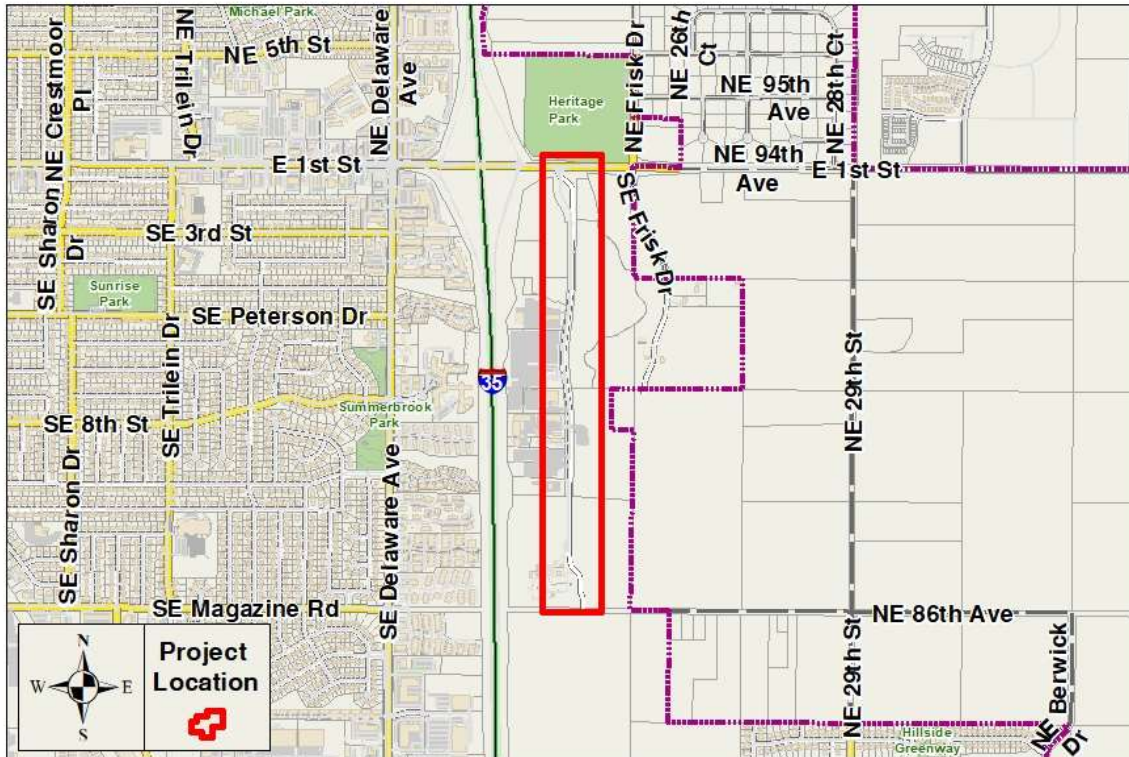 Michael Park
NE 5th St
NE Crestmoor
Pl
NE Trilein Dr
NE Delaware
Ave
NE Frisk Dr
NE 26th
Ct
NE 28th Ct
NE 95th
Ave
Heritage
Park
E 1st St
NE 94th
Ave
E 1st St
SE Sharon
Dr
SE 3rd St
SE Frisk Dr
Sunrise
Park
SE Peterson Dr
SE Trilein Dr
35
NE 29th St
Summerbrook
Park
SE 8th St
SE Sharon Dr
SE Delaware Ave
SE Magazine Rd
NE 86th Ave
NE 29th St
NE Berwick
Dr
Hillside
Greenway
N
W E
S
Project
Location